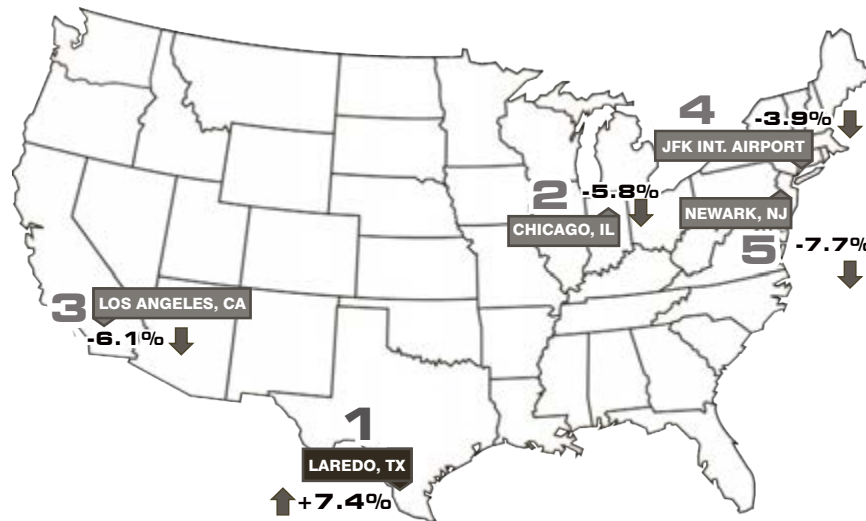 4
-3.9%
JFK INT. AIRPORT
2
-5.8%
CHICAGO, IL
NEWARK, NJ
5
-7.7%
3
LOS ANGELES, CA
-6.1%
1
LAREDO, TX
+7.4%